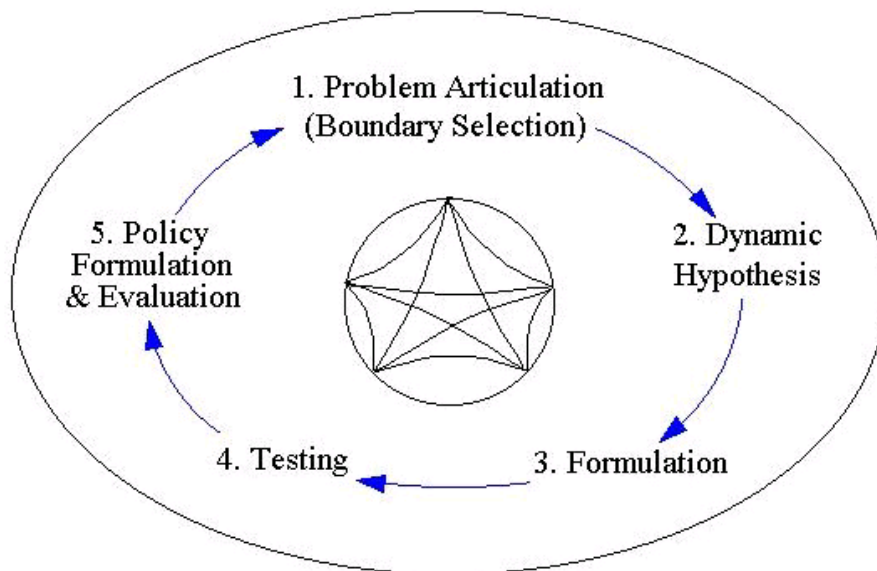 1. Problem Articulation
(Boundary Selection)
2. Dynamic
Hypothesis
3. Formulation
4. Testing
5. Policy
Formulation
& Evaluation